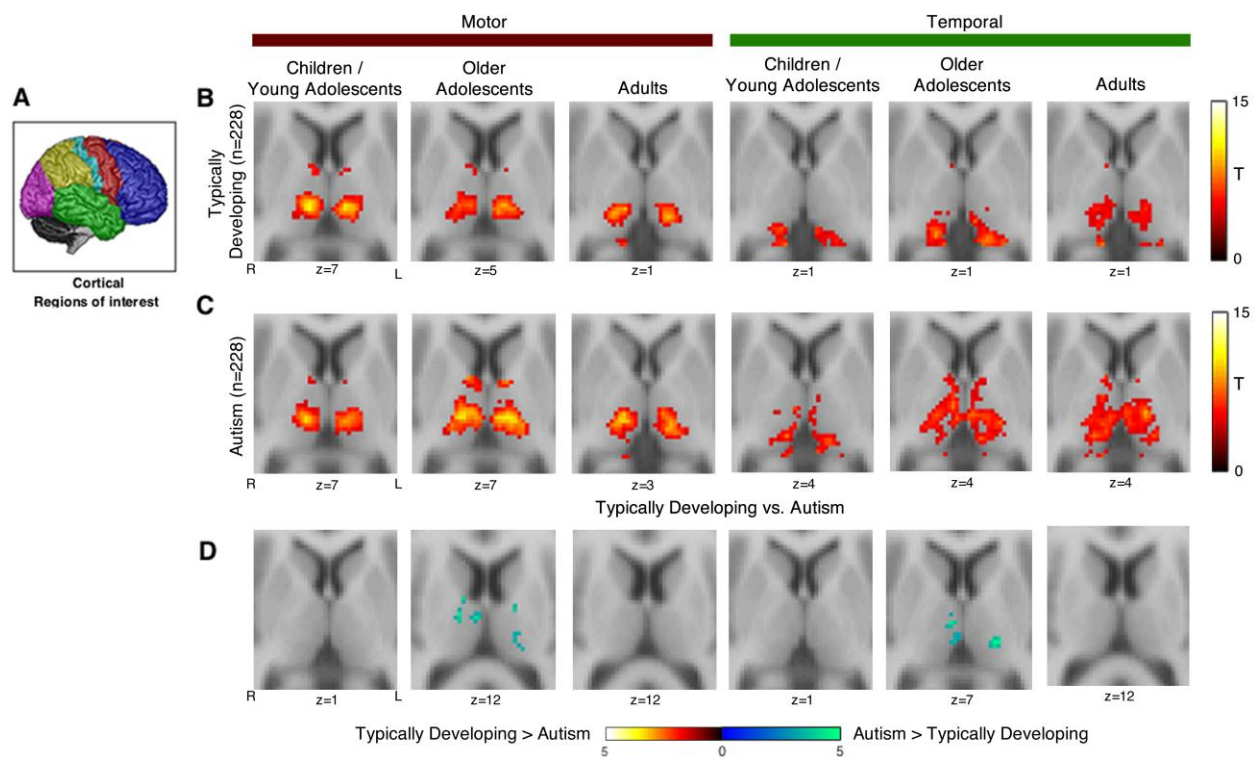 Motor
Temporal
Children /
Young Adolescents
Older
Adolescents
Adults
Children /
Young Adolescents
Older
Adolescents
Adults
A
Cortical
Regions of interest
B
Typically
Developing (n=228)
R
z=7
L
z=5
z=1
z=1
z=1
z=1
15
T
0
C
Autism (n=228)
R
z=7
L
z=7
z=3
z=4
z=4
z=4
15
T
0
Typically Developing vs. Autism
D
R
z=1
L
z=12
z=12
z=1
z=7
z=12
Typically Developing > Autism
5
0
5
Autism > Typically Developing